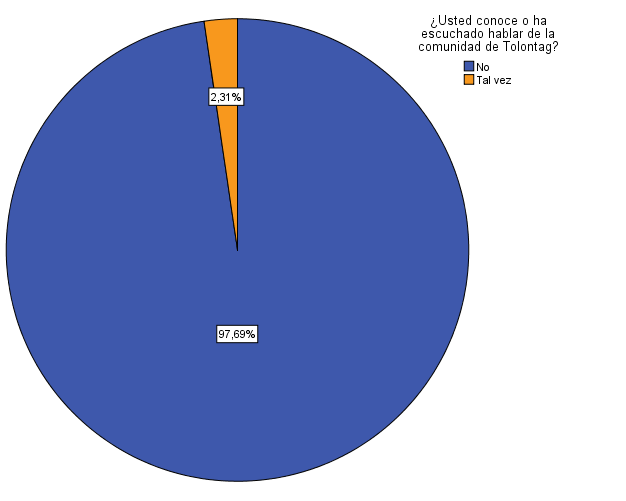 ¿Usted conoce o ha
escuchado hablar de la
comunidad de Tolontag?
No
Tal vez
2,31%
97,69%